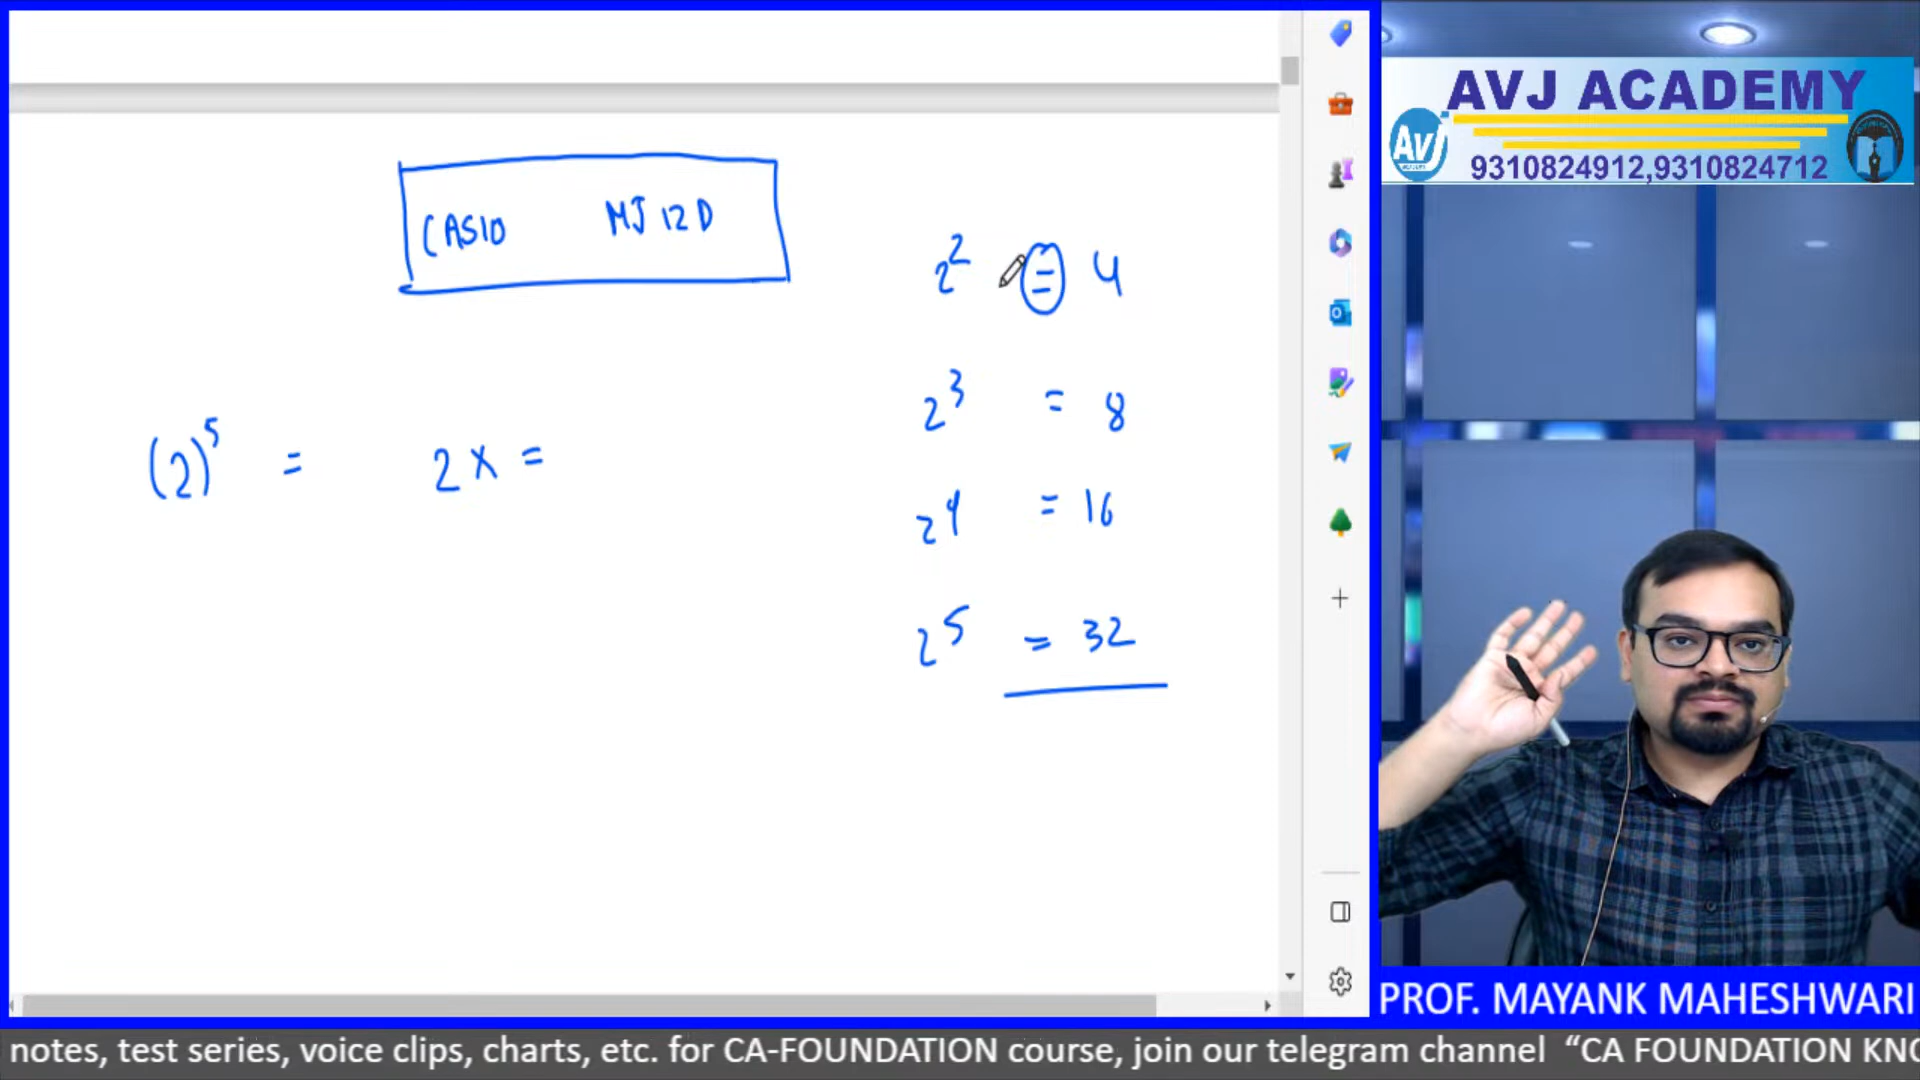 CASIO MJ 12 D
2² = 4
2³ = 8
(2)⁵ = 2 x =
2⁴ = 16
2⁵ = 32
AVJ ACADEMY
AVJ
9310824912,9310824712
PROF. MAYANK MAHESHWARI
notes, test series, voice clips, charts, etc. for CA-FOUNDATION course, join our telegram channel “CA FOUNDATION KNO